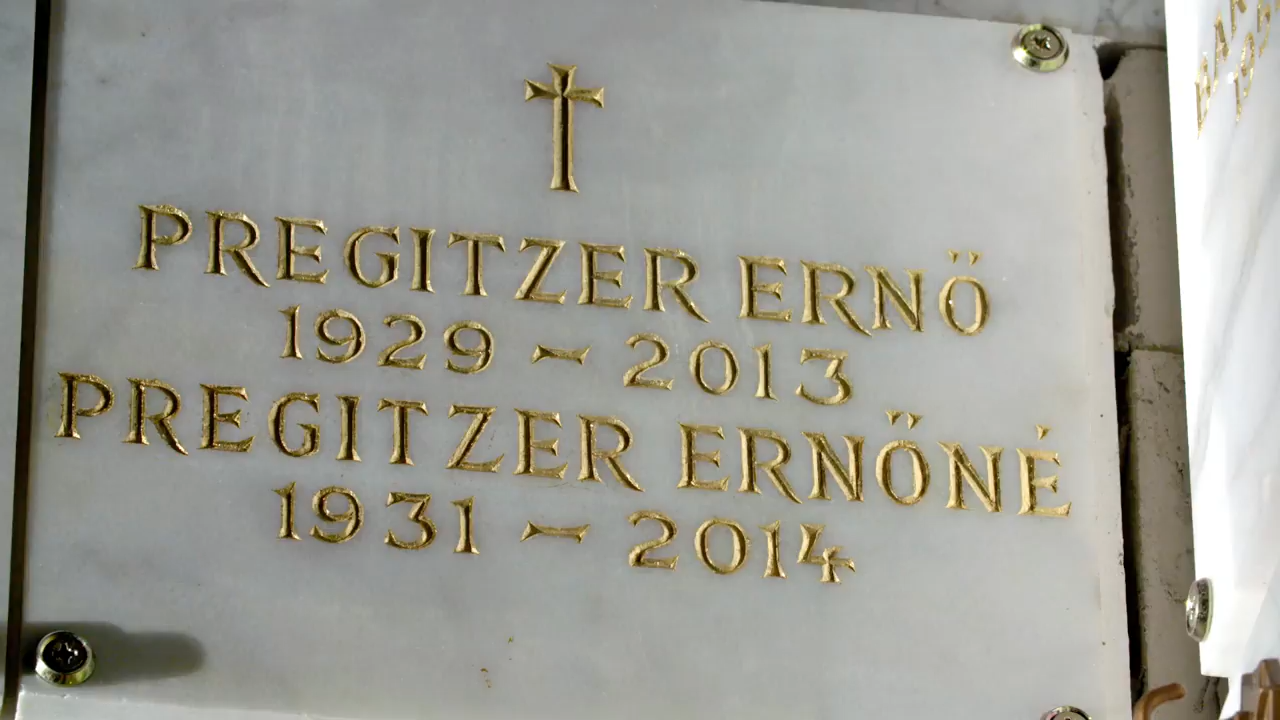 PREGITZER ERNŐ
1929 - 2013
PREGITZER ERNŐNÉ
1931 - 2014